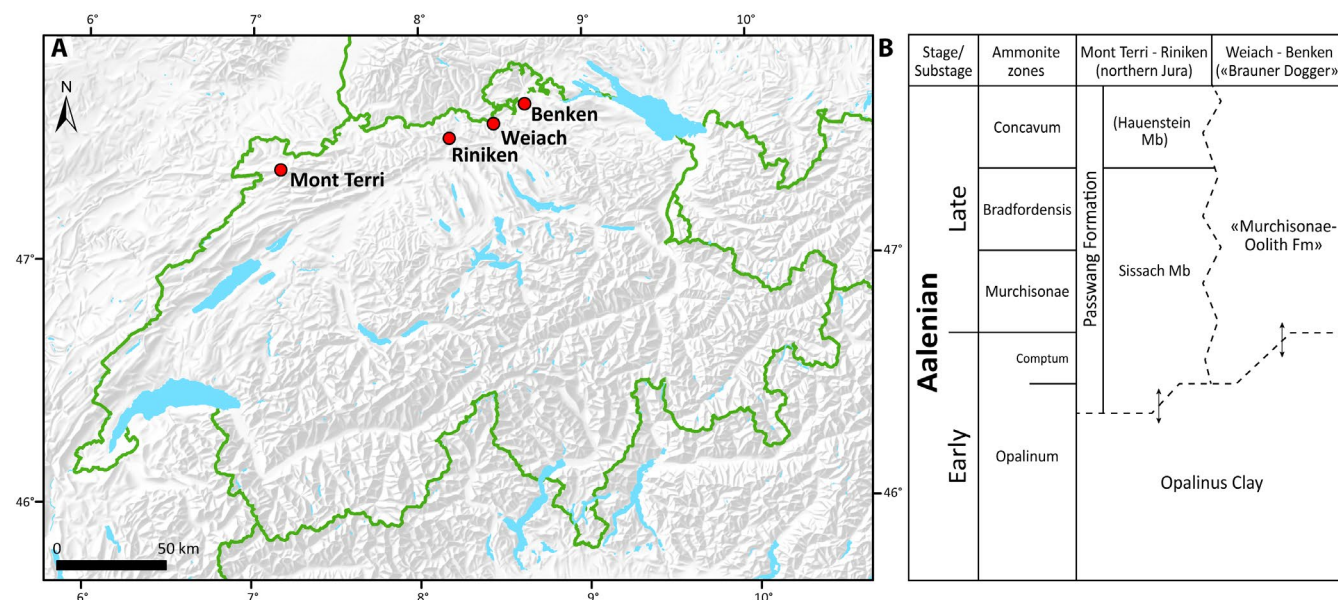 6°
7°
8°
9°
10°
A
N
Benken
Weiach
Riniken
Mont Terri
47°
47°
46°
46°
0
50 km
6°
7°
8°
9°
10°
B
Stage/
Substage
Ammonite
zones
Mont Terri - Riniken
(northern Jura)
Weiach - Benken
(«Brauner Dogger»)
Aalenian
Late
Early
Concavum
Bradfordensis
Murchisonae
Comptum
Opalinum
Passwang Formation
(Hauenstein
Mb)
Sissach Mb
«Murchisonae-
Oolith Fm»
Opalinus Clay